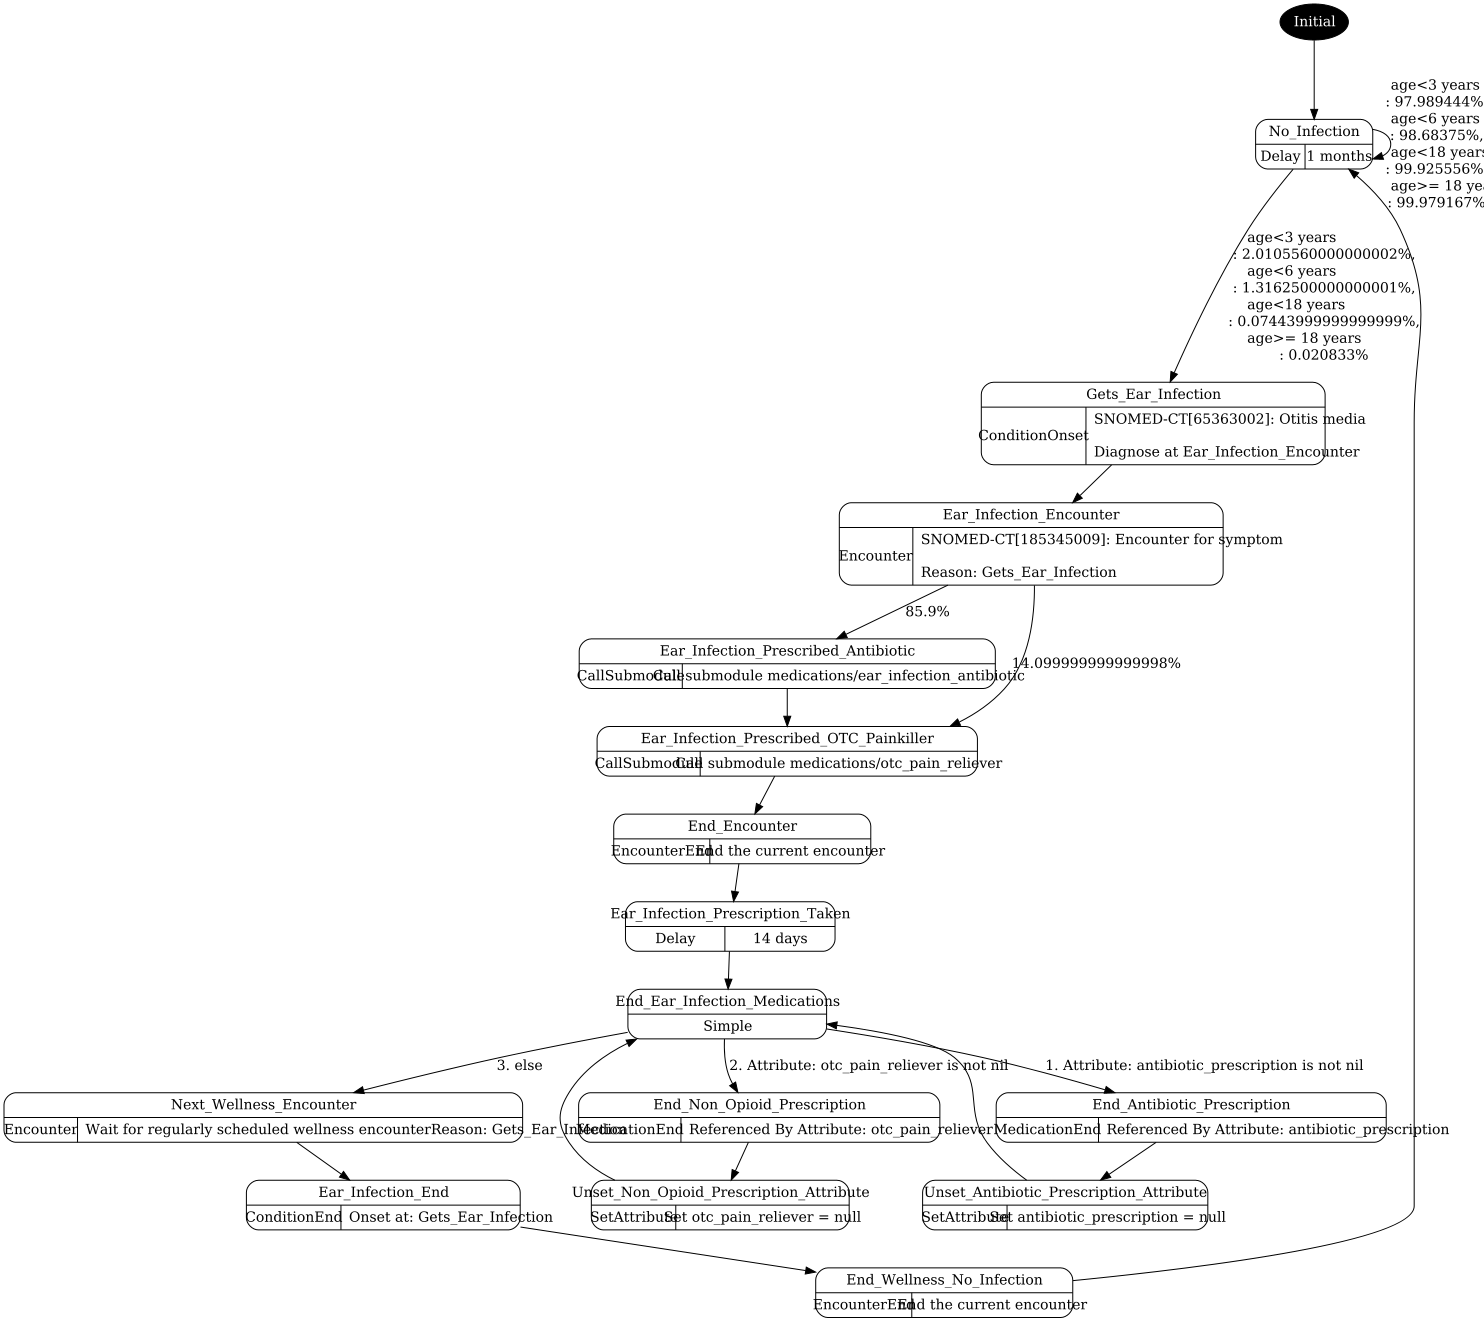 Initial
age<3 years
: 97.989444%
age<6 years
: 98.68375%,
age<18 years
: 99.925556%
age>= 18 yea
: 99.979167%
No_Infection
Delay
1 months
age<3 years
: 2.0105560000000002%,
age<6 years
: 1.3162500000000001%,
age<18 years
: 0.07443999999999999%,
age>= 18 years
: 0.020833%
Gets_Ear_Infection
ConditionOnset
SNOMED-CT[65363002]: Otitis media
Diagnose at Ear_Infection_Encounter
Ear_Infection_Encounter
Encounter
SNOMED-CT[185345009]: Encounter for symptom
Reason: Gets_Ear_Infection
85.9%
14.099999999999998%
Ear_Infection_Prescribed_Antibiotic
CallSubmodule
Call submodule medications/ear_infection_antibiotic
Ear_Infection_Prescribed_OTC_Painkiller
CallSubmodule
Call submodule medications/otc_pain_reliever
End_Encounter
EncounterEnd
End the current encounter
Ear_Infection_Prescription_Taken
Delay
14 days
End_Ear_Infection_Medications
Simple
3. else
2. Attribute: otc_pain_reliever is not nil
1. Attribute: antibiotic_prescription is not nil
Next_Wellness_Encounter
Encounter
Wait for regularly scheduled wellness encounterReason: Gets_Ear_Infection
End_Non_Opioid_Prescription
MedicationEnd
Referenced By Attribute: otc_pain_reliever
End_Antibiotic_Prescription
MedicationEnd
Referenced By Attribute: antibiotic_prescription
Ear_Infection_End
ConditionEnd
Onset at: Gets_Ear_Infection
Unset_Non_Opioid_Prescription_Attribute
SetAttribute
Set otc_pain_reliever = null
Unset_Antibiotic_Prescription_Attribute
SetAttribute
Set antibiotic_prescription = null
End_Wellness_No_Infection
EncounterEnd
End the current encounter